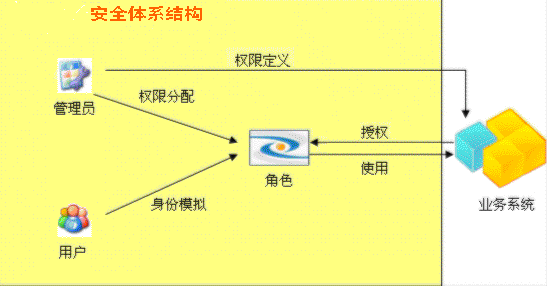 安全体系结构
权限定义
管理员
权限分配
授权
角色
使用
身份模拟
业务系统
用户